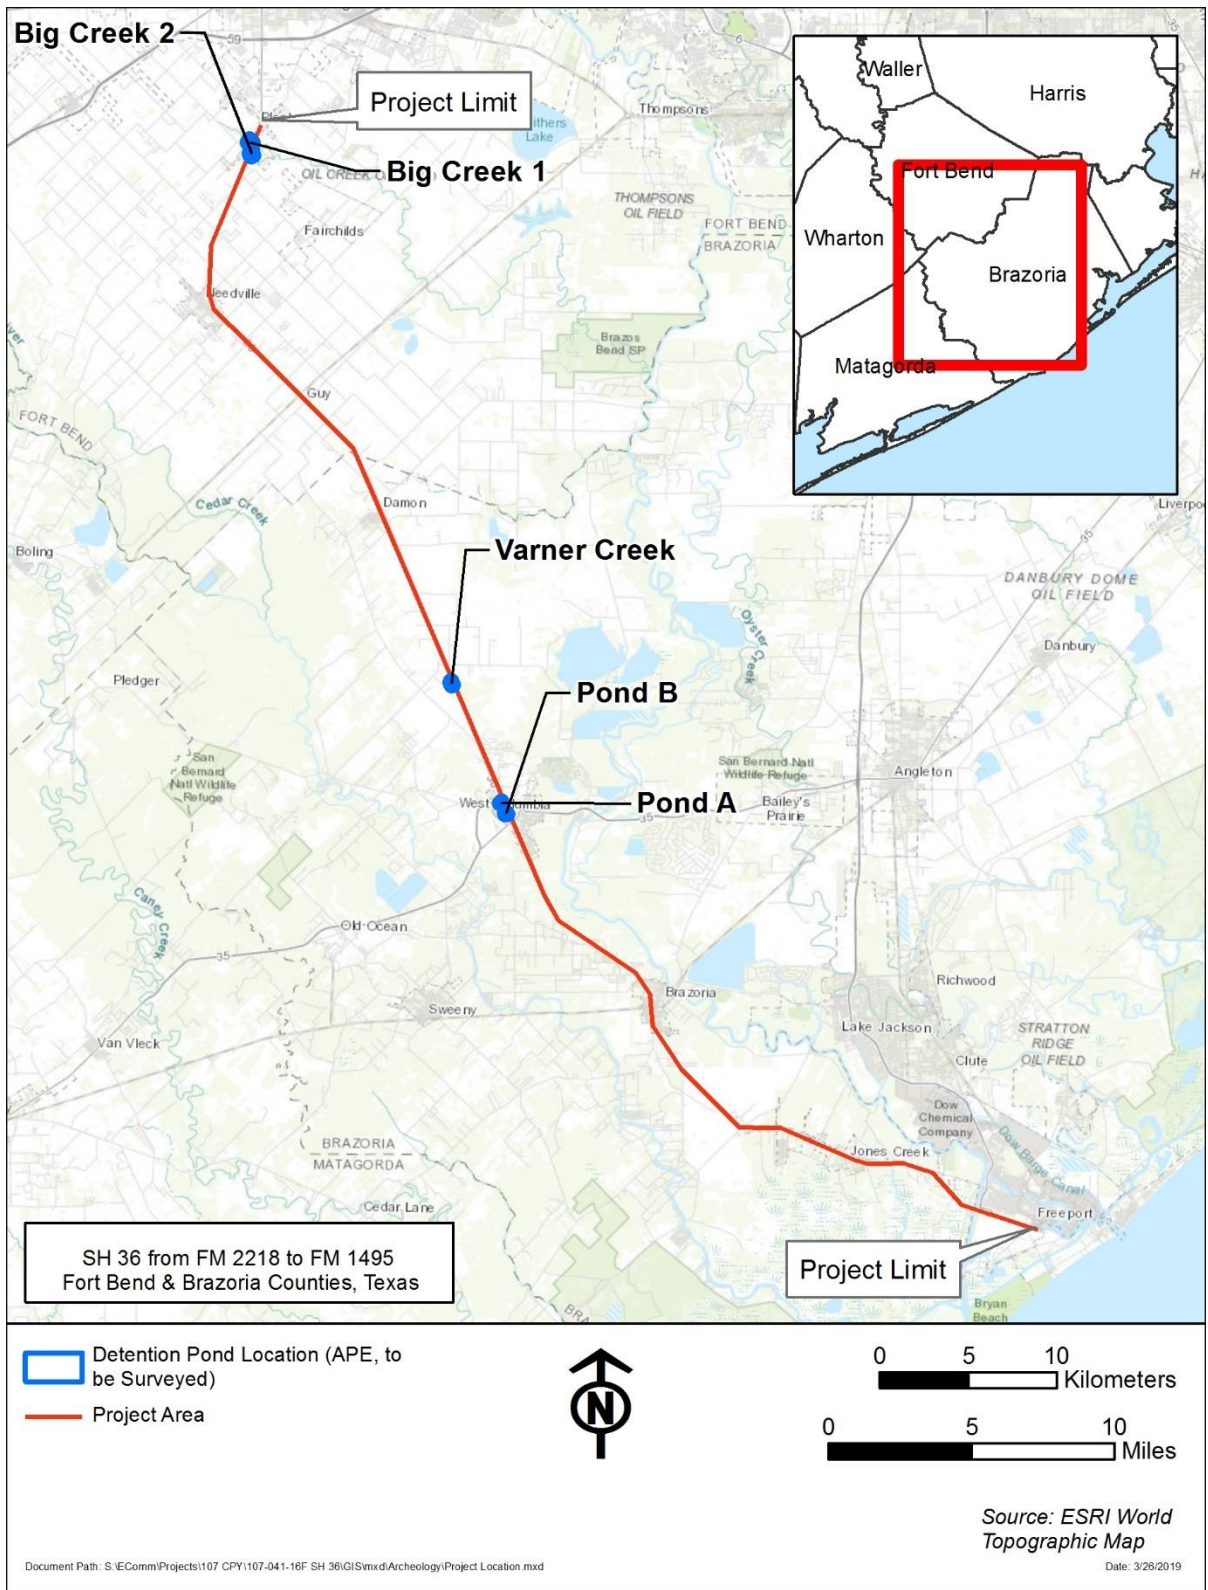 Big Creek 2
59
6
Project Limit
Thompsons
Lake
Big Creek 1
THOMPSONS
OIL FIELD
FORT BEND
BRAZORIA
Fairchilds
Needville
Brazos
Bend SP
36
Guy
FORT BEND
Cedar Creek
Damon
Boling
Varner Creek
Oyster
Creek
DANBURY DOME
OIL FIELD
Danbury
Pledger
Pond B
San
Bernard
Natl Wildlife
Refuge
36
San Bernard Natl
Wildlife Refuge
Angleton
West
Pond A
35
Bailey's
Prairie
Caney
Creek
Old Ocean
35
Brazoria
Richwood
Sweeny
Lake Jackson
STRATTON
RIDGE
OIL FIELD
Van Vleck
Clute
Dow
Chemical
Company
Dow Barge Canal
BRAZORIA
MATAGORDA
Jones Creek
Cedar Lane
Freeport
Project Limit
Bryan
Beach
Waller
Harris
Fort Bend
Wharton
Brazoria
Matagorda
SH 36 from FM 2218 to FM 1495
Fort Bend & Brazoria Counties, Texas
Detention Pond Location (APE, to
be Surveyed)
Project Area
N
0 5 10
Kilometers
0 5 10
Miles
Source: ESRI World
Topographic Map
Document Path: S:\EComm\Projects\107 CPY\107-041-16F SH 36\GIS\mxd\Archeology\Project Location.mxd
Date: 3/26/2019